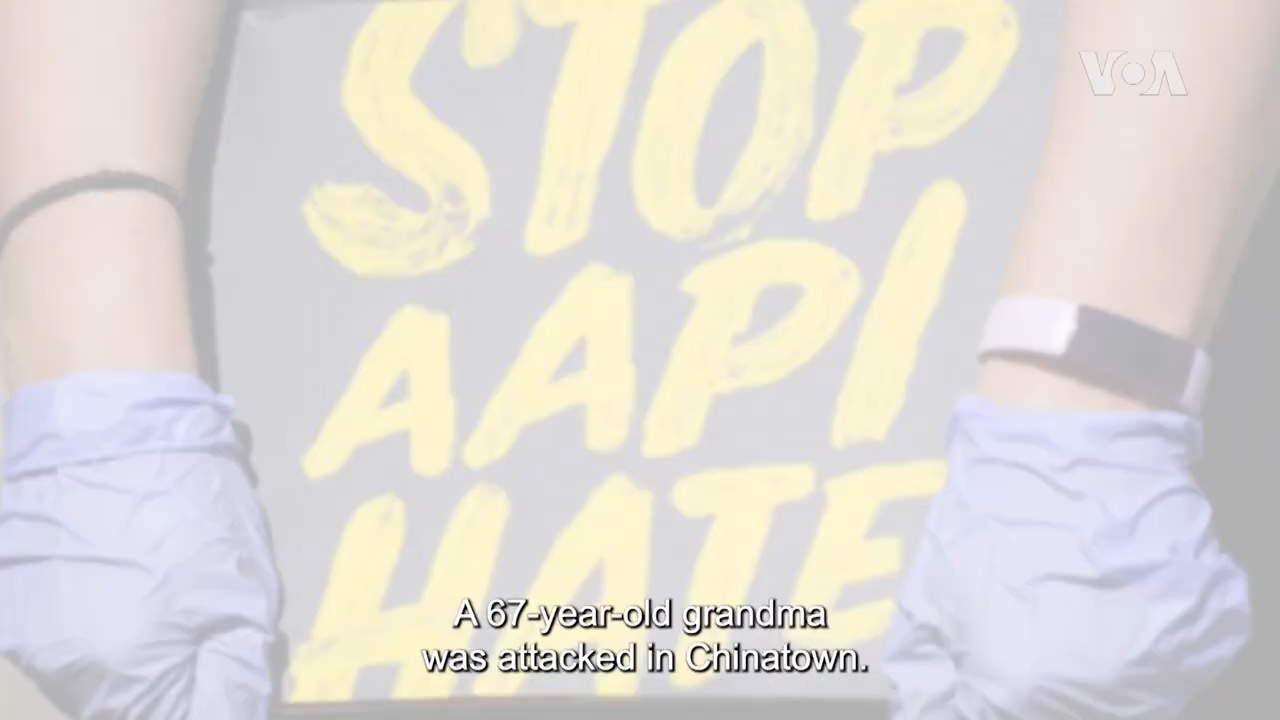 VOA
STOP
AAPI
HATE
A 67-year-old grandma
was attacked in Chinatown.